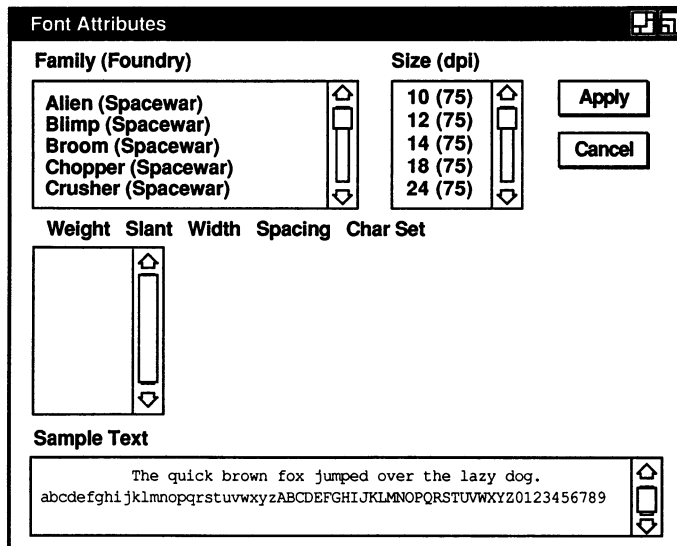 Font Attributes
Family (Foundry) Size (dpi)
Alien (Spacewar) 10 (75) Apply
Blimp (Spacewar) 12 (75)
Broom (Spacewar) 14 (75) Cancel
Chopper (Spacewar) 18 (75)
Crusher (Spacewar) 24 (75)
Weight Slant Width Spacing Char Set
Sample Text
The quick brown fox jumped over the lazy dog.
abcdefghijklmnopqrstuvwxyzABCDEFGHIJKLMNOPQRSTUVWXYZ0123456789